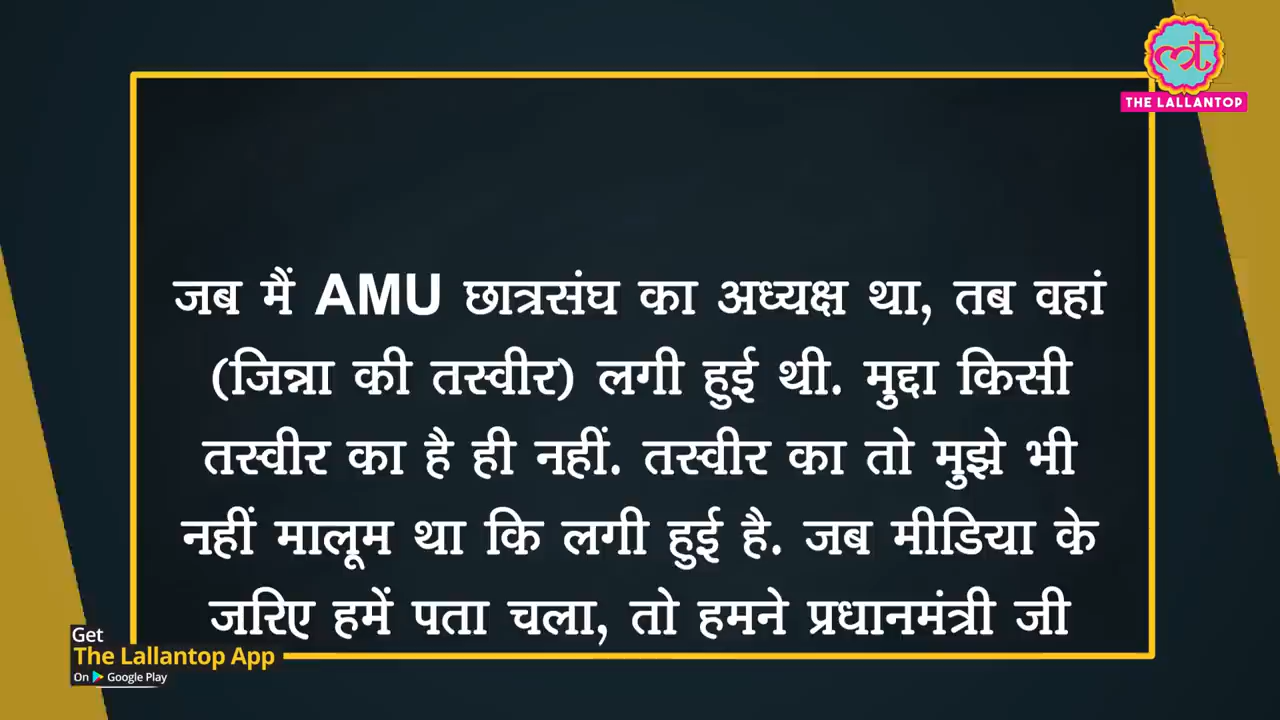 mt
THE LALLANTOP
जब मैं AMU छात्रसंघ का अध्यक्ष था, तब वहां
(जिन्ना की तस्वीर) लगी हुई थी. मुद्दा किसी
तस्वीर का है ही नहीं. तस्वीर का तो मुझे भी
नहीं मालूम था कि लगी हुई है. जब मीडिया के
जरिए हमें पता चला, तो हमने प्रधानमंत्री जी
Get
The Lallantop App
On Google Play